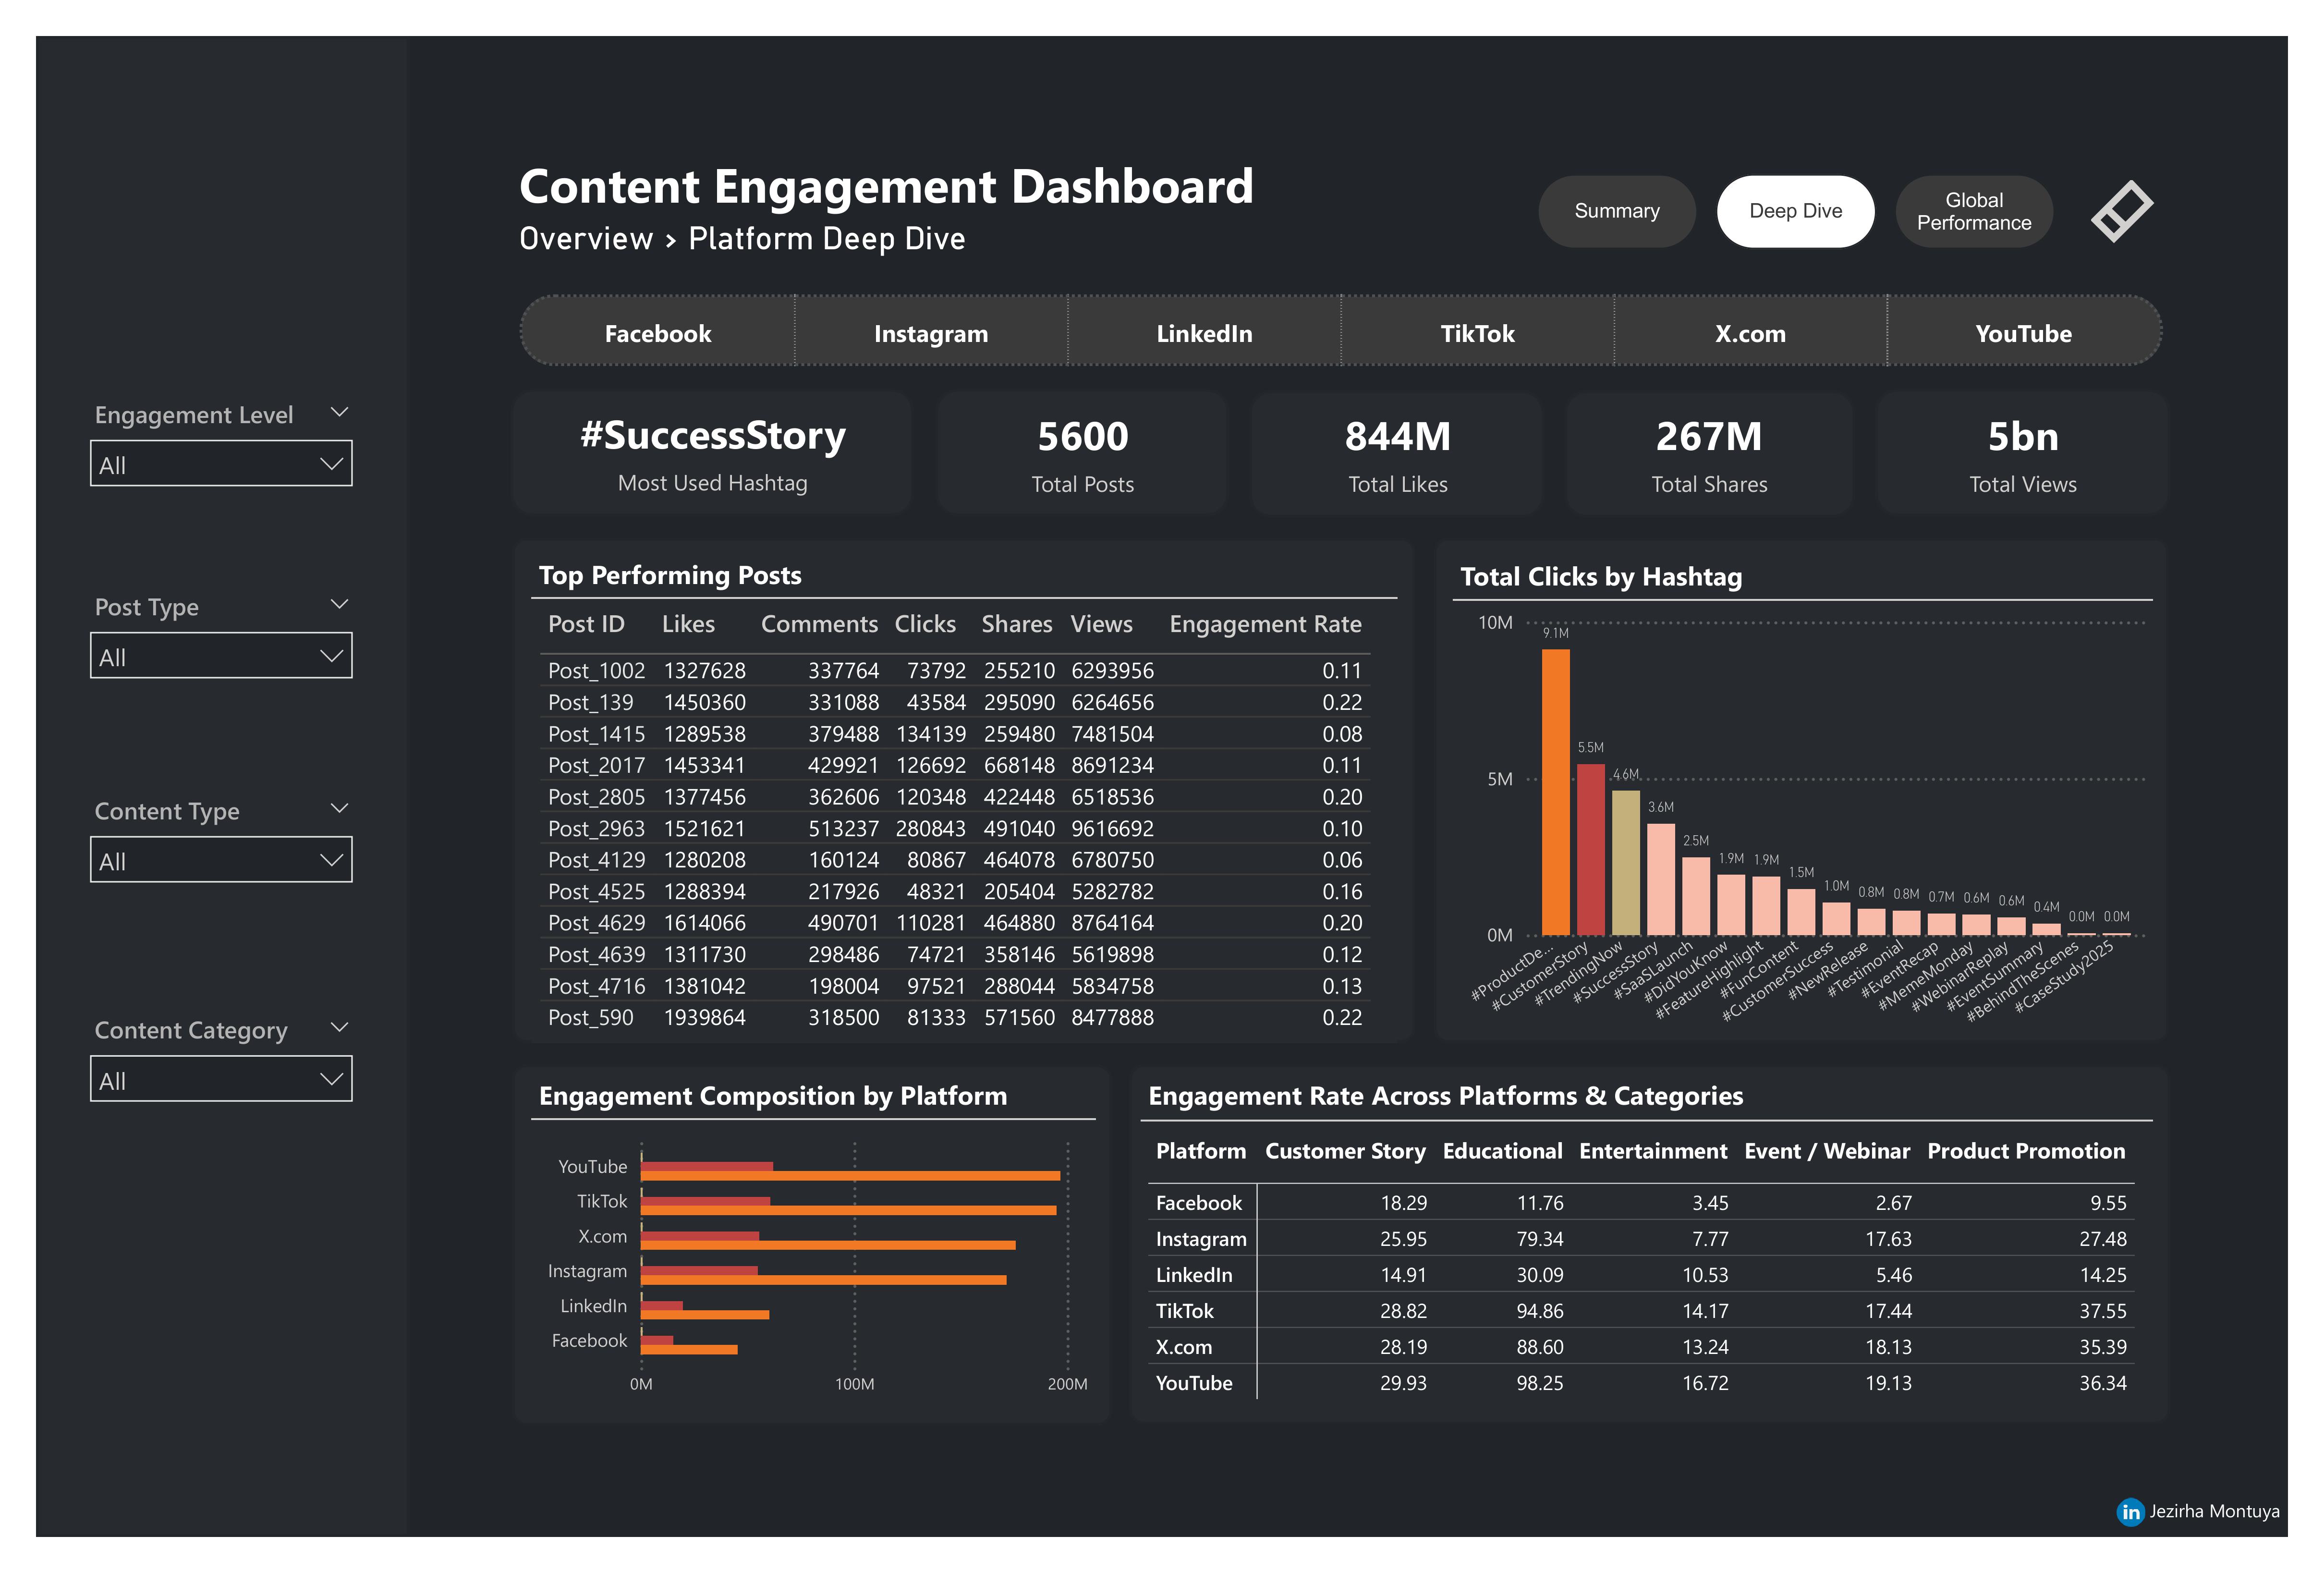 Content Engagement Dashboard
Overview > Platform Deep Dive
Summary
Deep Dive
Global
Performance
Facebook
Instagram
LinkedIn
TikTok
X.com
YouTube
Engagement Level
All
Post Type
All
Content Type
All
Content Category
All
#SuccessStory
Most Used Hashtag
5600
Total Posts
844M
Total Likes
267M
Total Shares
5bn
Total Views
Top Performing Posts
Post ID Likes Comments Clicks Shares Views Engagement Rate
Post_1002 1327628 337764 73792 255210 6293956 0.11
Post_139 1450360 331088 43584 295090 6264656 0.22
Post_1415 1289538 379488 134139 259480 7481504 0.08
Post_2017 1453341 429921 126692 668148 8691234 0.11
Post_2805 1377456 362606 120348 422448 6518536 0.20
Post_2963 1521621 513237 280843 491040 9616692 0.10
Post_4129 1280208 160124 80867 464078 6780750 0.06
Post_4525 1288394 217926 48321 205404 5282782 0.16
Post_4629 1614066 490701 110281 464880 8764164 0.20
Post_4639 1311730 298486 74721 358146 5619898 0.12
Post_4716 1381042 198004 97521 288044 5834758 0.13
Post_590 1939864 318500 81333 571560 8477888 0.22
Total Clicks by Hashtag
10M
5M
0M
9.1M
5.5M
4.6M
3.6M
2.5M
1.9M
1.9M
1.5M
1.0M
0.8M
0.8M
0.7M
0.6M
0.6M
0.4M
0.0M
0.0M
#ProductDe...
#CustomerStory
#TrendingNow
#SuccessStory
#SaaSLaunch
#DidYouKnow
#FeatureHighlight
#FunContent
#CustomerSuccess
#NewRelease
#Testimonial
#EventRecap
#MemeMonday
#WebinarReplay
#EventSummary
#BehindTheScenes
#CaseStudy2025
Engagement Composition by Platform
YouTube
TikTok
X.com
Instagram
LinkedIn
Facebook
0M 100M 200M
Engagement Rate Across Platforms & Categories
Platform Customer Story Educational Entertainment Event / Webinar Product Promotion
Facebook 18.29 11.76 3.45 2.67 9.55
Instagram 25.95 79.34 7.77 17.63 27.48
LinkedIn 14.91 30.09 10.53 5.46 14.25
TikTok 28.82 94.86 14.17 17.44 37.55
X.com 28.19 88.60 13.24 18.13 35.39
YouTube 29.93 98.25 16.72 19.13 36.34
in Jezirha Montuya